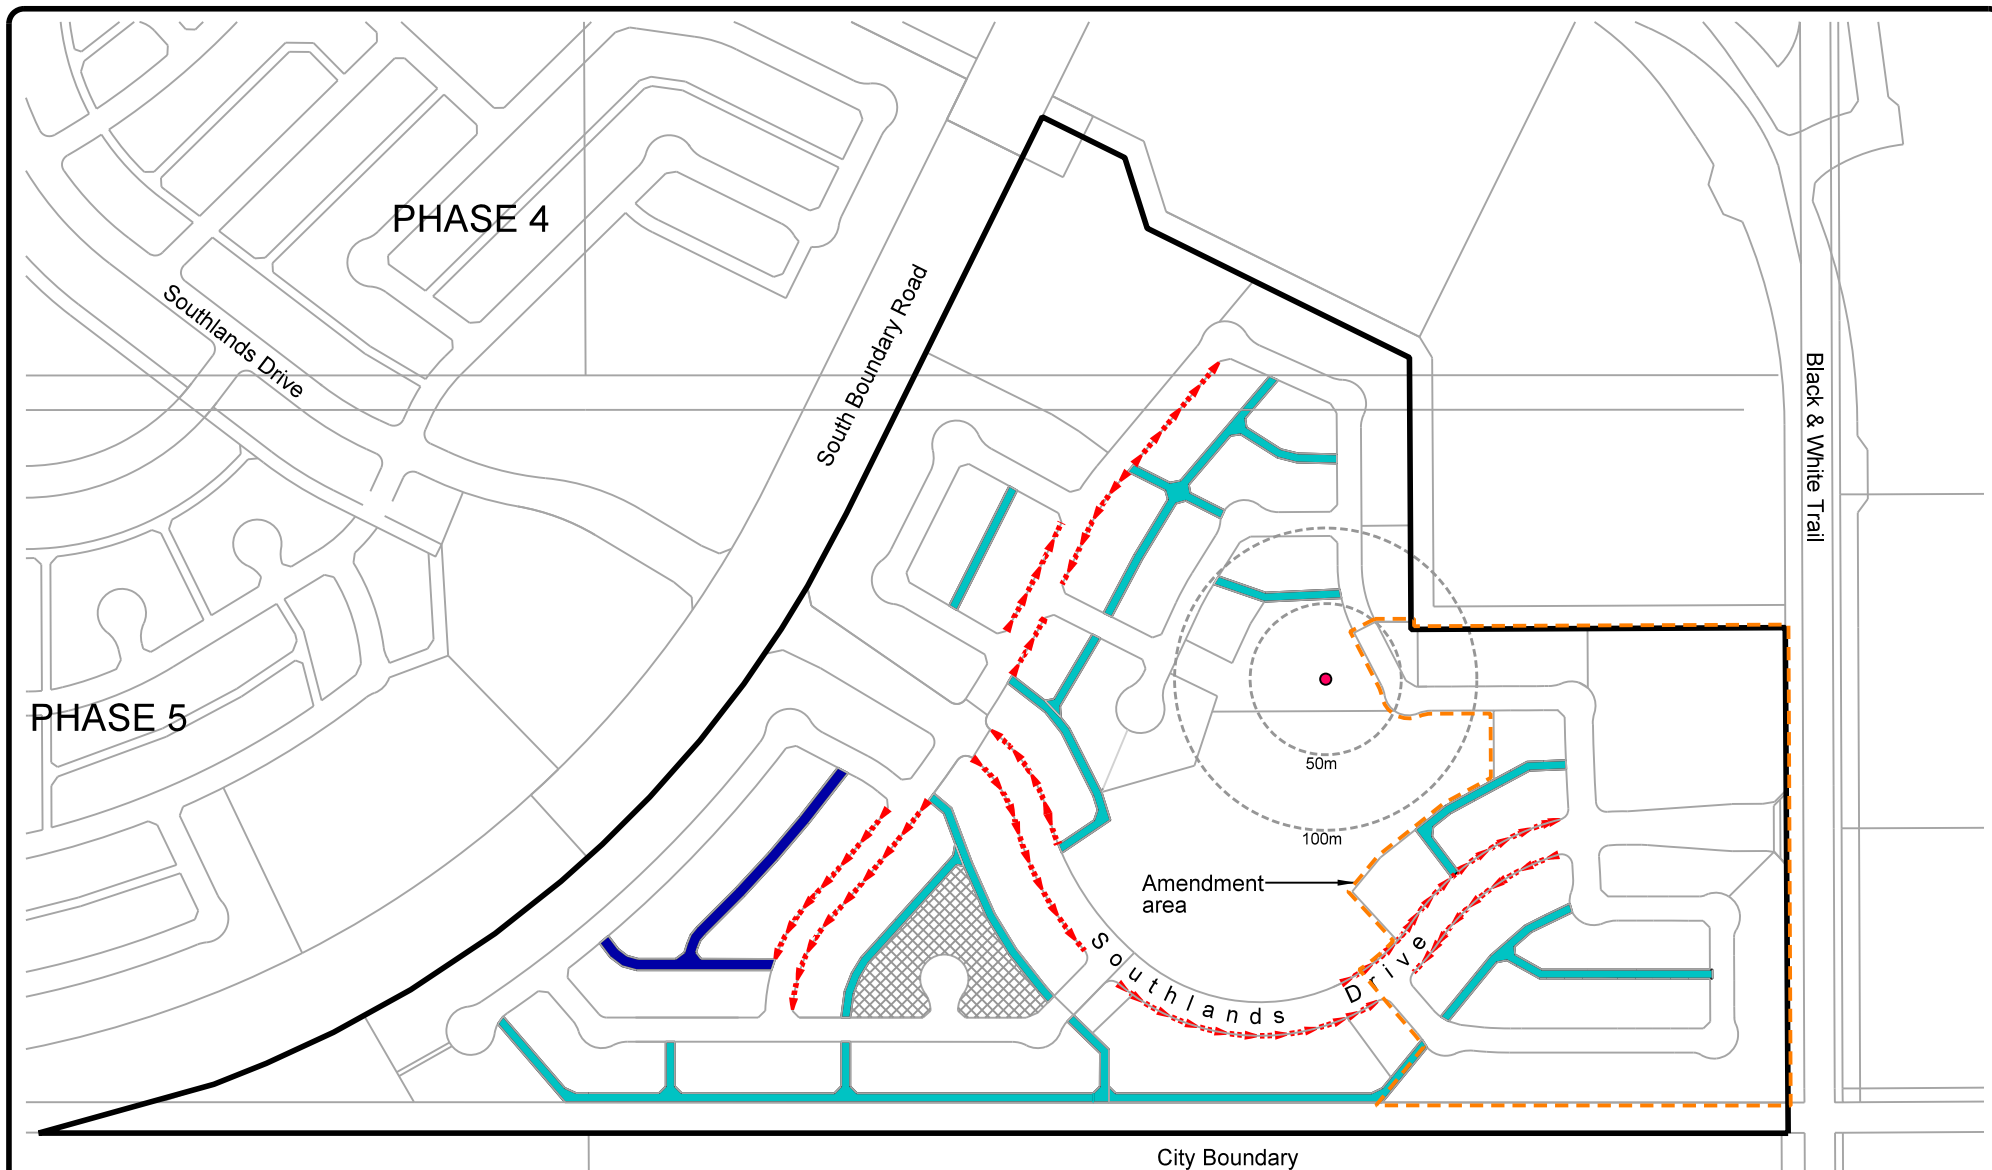 PHASE 4
Southlands Drive
South Boundary Road
Black & White Trail
PHASE 5
50m
100m
Amendment
area
Southlands Drive
City Boundary